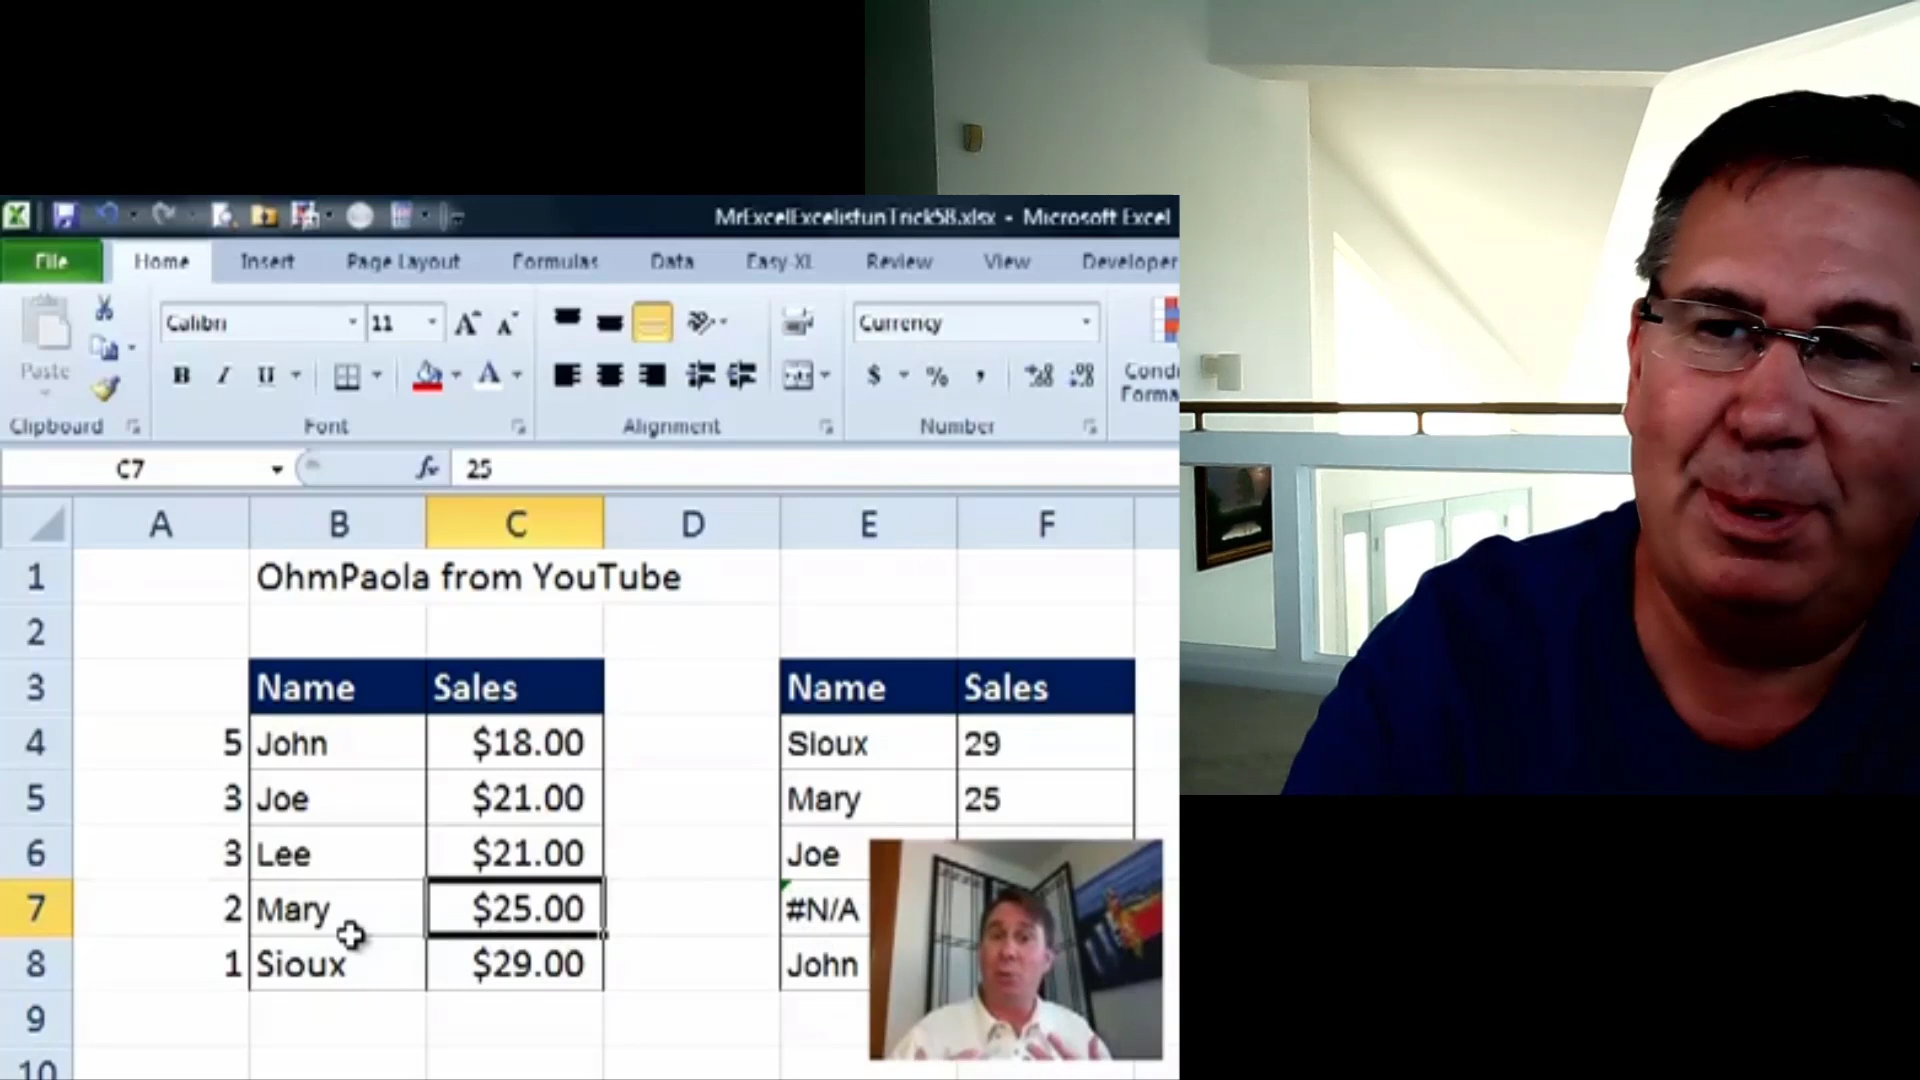 MrExcelExcelisfunTrick58.xlsx - Microsoft Excel
File Home Insert Page Layout Formulas Data Easy-XL Review View Developer
Calibri 11 Currency
Paste B I U $ % , Cond
Forma
Clipboard Font Alignment Number
C7 fx 25
A B C D E F
1 OhmPaola from YouTube
2
3 Name Sales Name Sales
4 5 John $18.00 Sioux 29
5 3 Joe $21.00 Mary 25
6 3 Lee $21.00 Joe
7 2 Mary $25.00 #N/A
8 1 Sioux $29.00 John
9
10